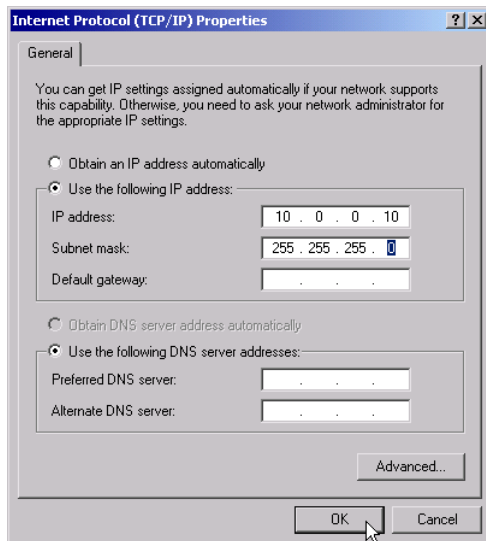 Internet Protocol (TCP/IP) Properties
General
You can get IP settings assigned automatically if your network supports
this capability. Otherwise, you need to ask your network administrator for
the appropriate IP settings.
Obtain an IP address automatically
Use the following IP address:
IP address: 10 . 0 . 0 . 10
Subnet mask: 255 . 255 . 255 . 0
Default gateway: . . .
Obtain DNS server address automatically
Use the following DNS server addresses:
Preferred DNS server: . . .
Alternate DNS server: . . .
Advanced...
OK Cancel